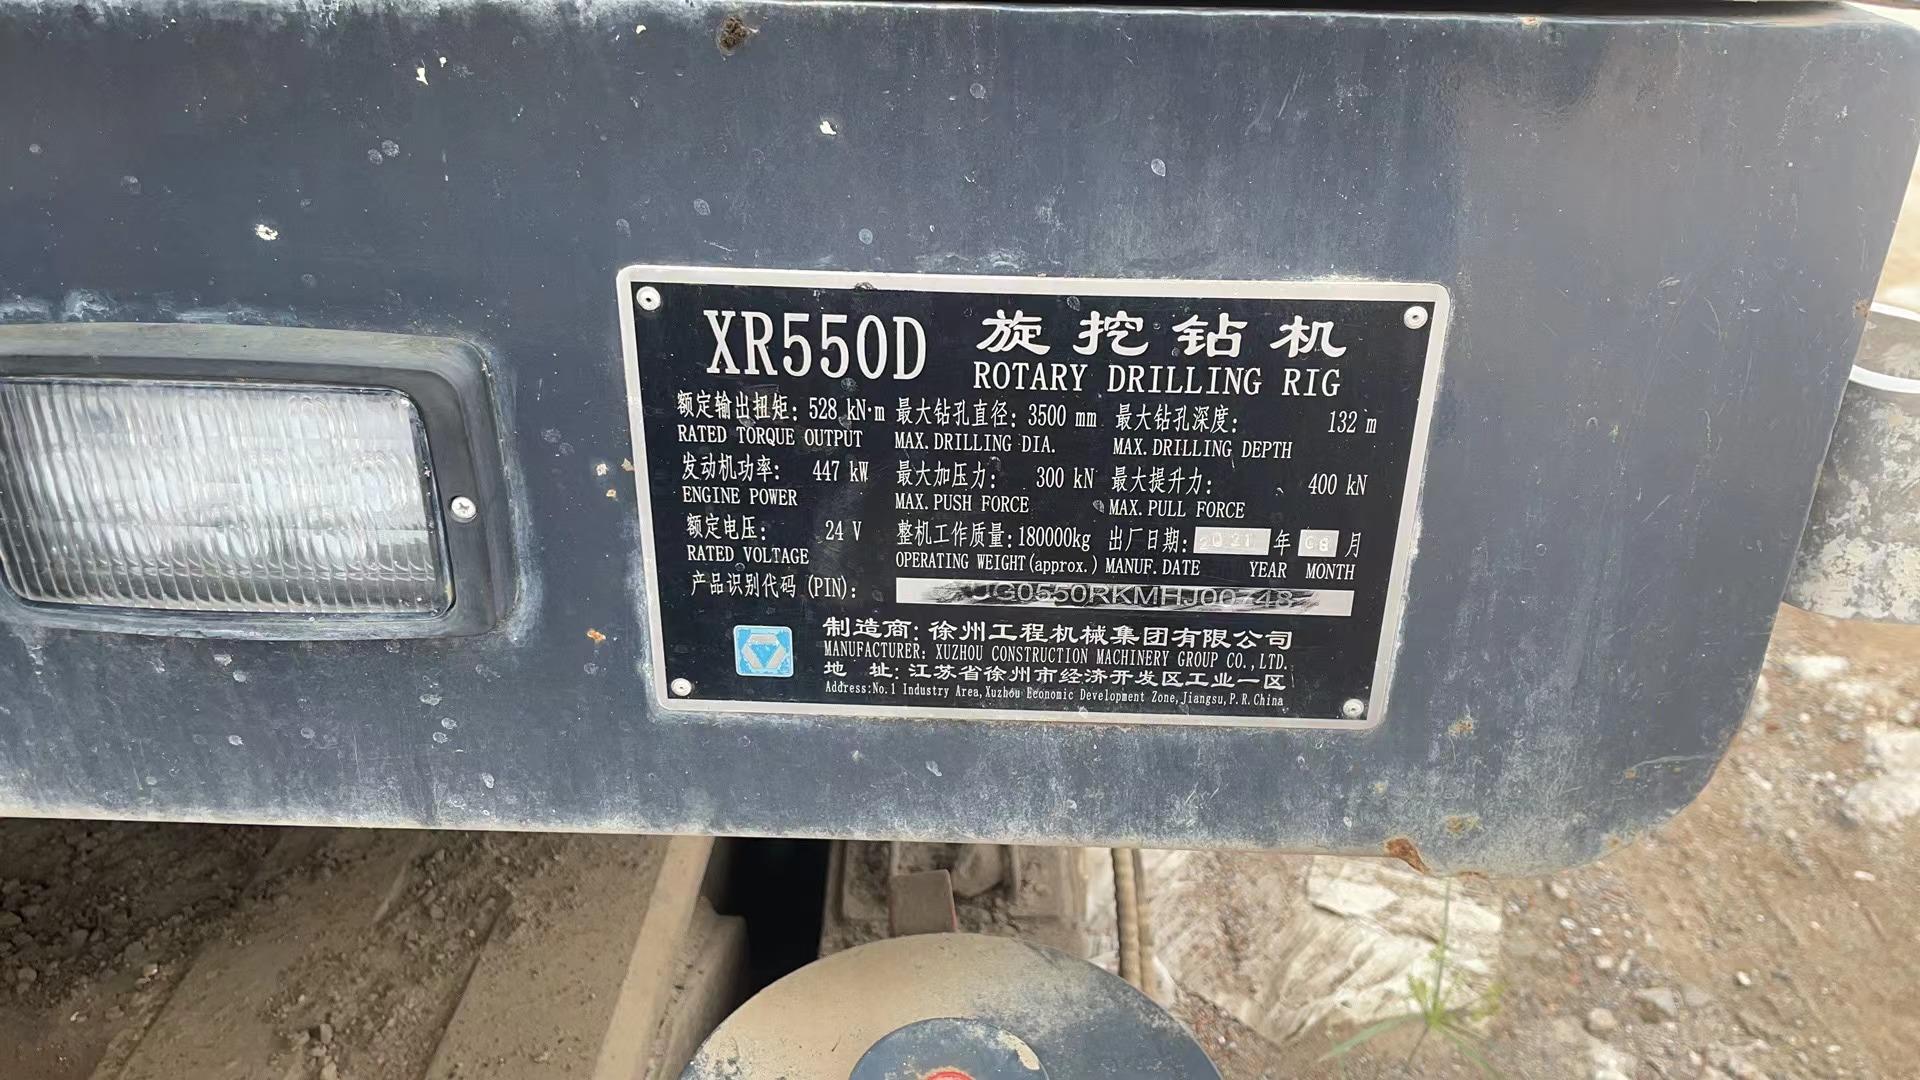 XR550D 旋挖钻机
ROTARY DRILLING RIG
额定输出扭矩: 528 kN·m 最大钻孔直径: 3500 mm 最大钻孔深度: 132 m
RATED TORQUE OUTPUT MAX.DRILLING DIA. MAX.DRILLING DEPTH
发动机功率: 447 kW 最大加压力: 300 kN 最大提升力: 400 kN
ENGINE POWER MAX.PUSH FORCE MAX.PULL FORCE
额定电压: 24 V 整机工作质量: 180000kg 出厂日期: 2021 年 08 月
RATED VOLTAGE OPERATING WEIGHT(approx.) MANUF.DATE YEAR MONTH
产品识别代码 (PIN): UG0550RKMHJ00748
制造商: 徐州工程机械集团有限公司
MANUFACTURER: XUZHOU CONSTRUCTION MACHINERY GROUP CO.,LTD.
地 址: 江苏省徐州市经济开发区工业一区
Address:No.1 Industry Area,Xuzhou Economic Development Zone,Jiangsu,P.R.China